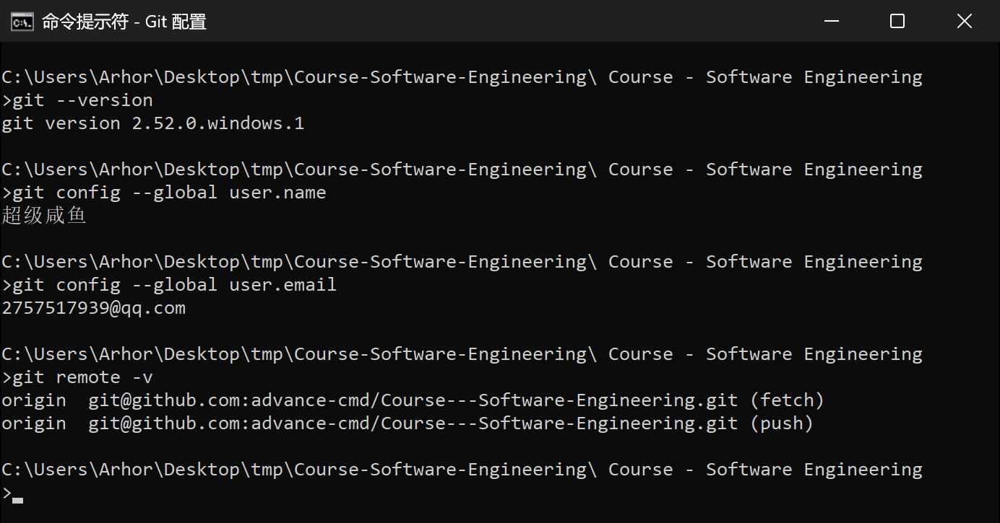 命令提示符 - Git 配置
C:\Users\Arhor\Desktop\tmp\Course-Software-Engineering\ Course - Software Engineering
>git --version
git version 2.52.0.windows.1
C:\Users\Arhor\Desktop\tmp\Course-Software-Engineering\ Course - Software Engineering
>git config --global user.name
超级咸鱼
C:\Users\Arhor\Desktop\tmp\Course-Software-Engineering\ Course - Software Engineering
>git config --global user.email
2757517939@qq.com
C:\Users\Arhor\Desktop\tmp\Course-Software-Engineering\ Course - Software Engineering
>git remote -v
origin  git@github.com:advance-cmd/Course---Software-Engineering.git (fetch)
origin  git@github.com:advance-cmd/Course---Software-Engineering.git (push)
C:\Users\Arhor\Desktop\tmp\Course-Software-Engineering\ Course - Software Engineering
>